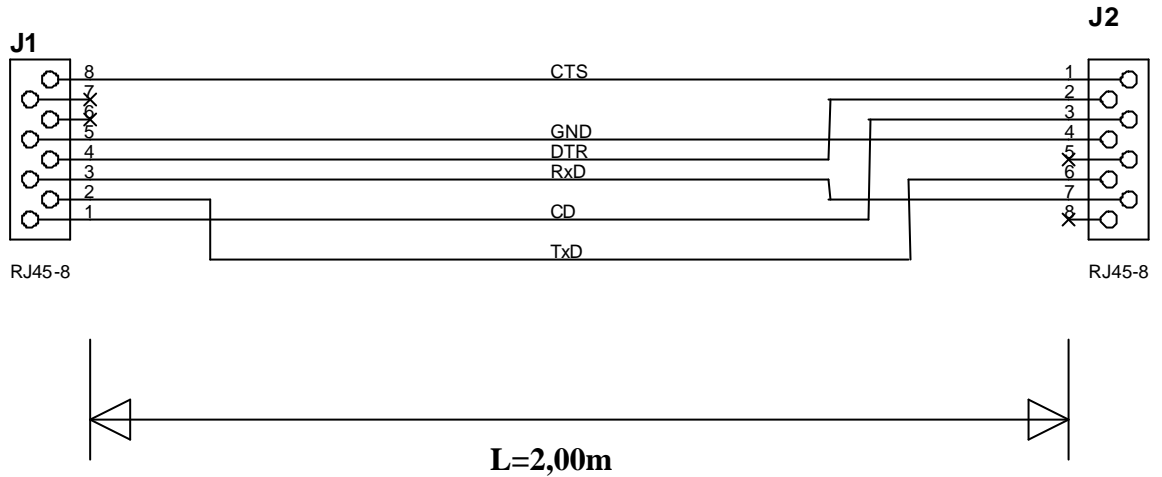 J2
J1
8 CTS 1
7 2
6 3
5 GND 4
4 DTR 5
3 RxD 6
2 7
1 CD 8
TxD
RJ45-8 RJ45-8
L=2,00m